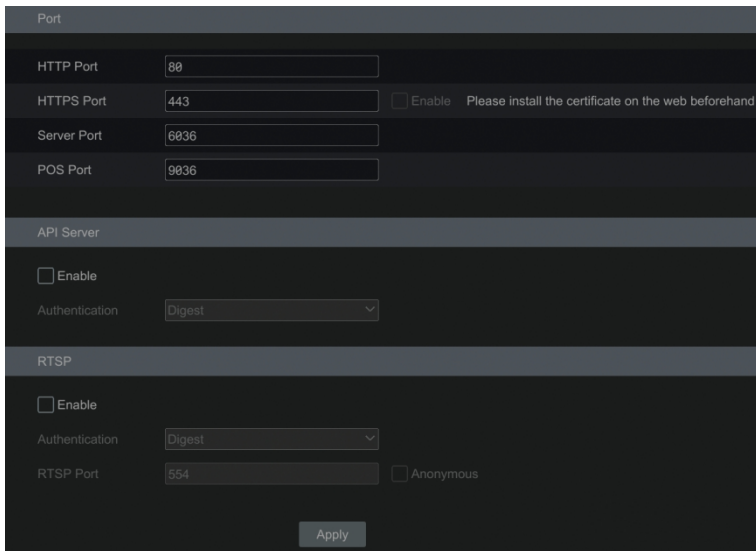 Port
HTTP Port 80
HTTPS Port 443 Enable Please install the certificate on the web beforehand
Server Port 6036
POS Port 9036
API Server
Enable
Authentication Digest
RTSP
Enable
Authentication Digest
RTSP Port 554 Anonymous
Apply